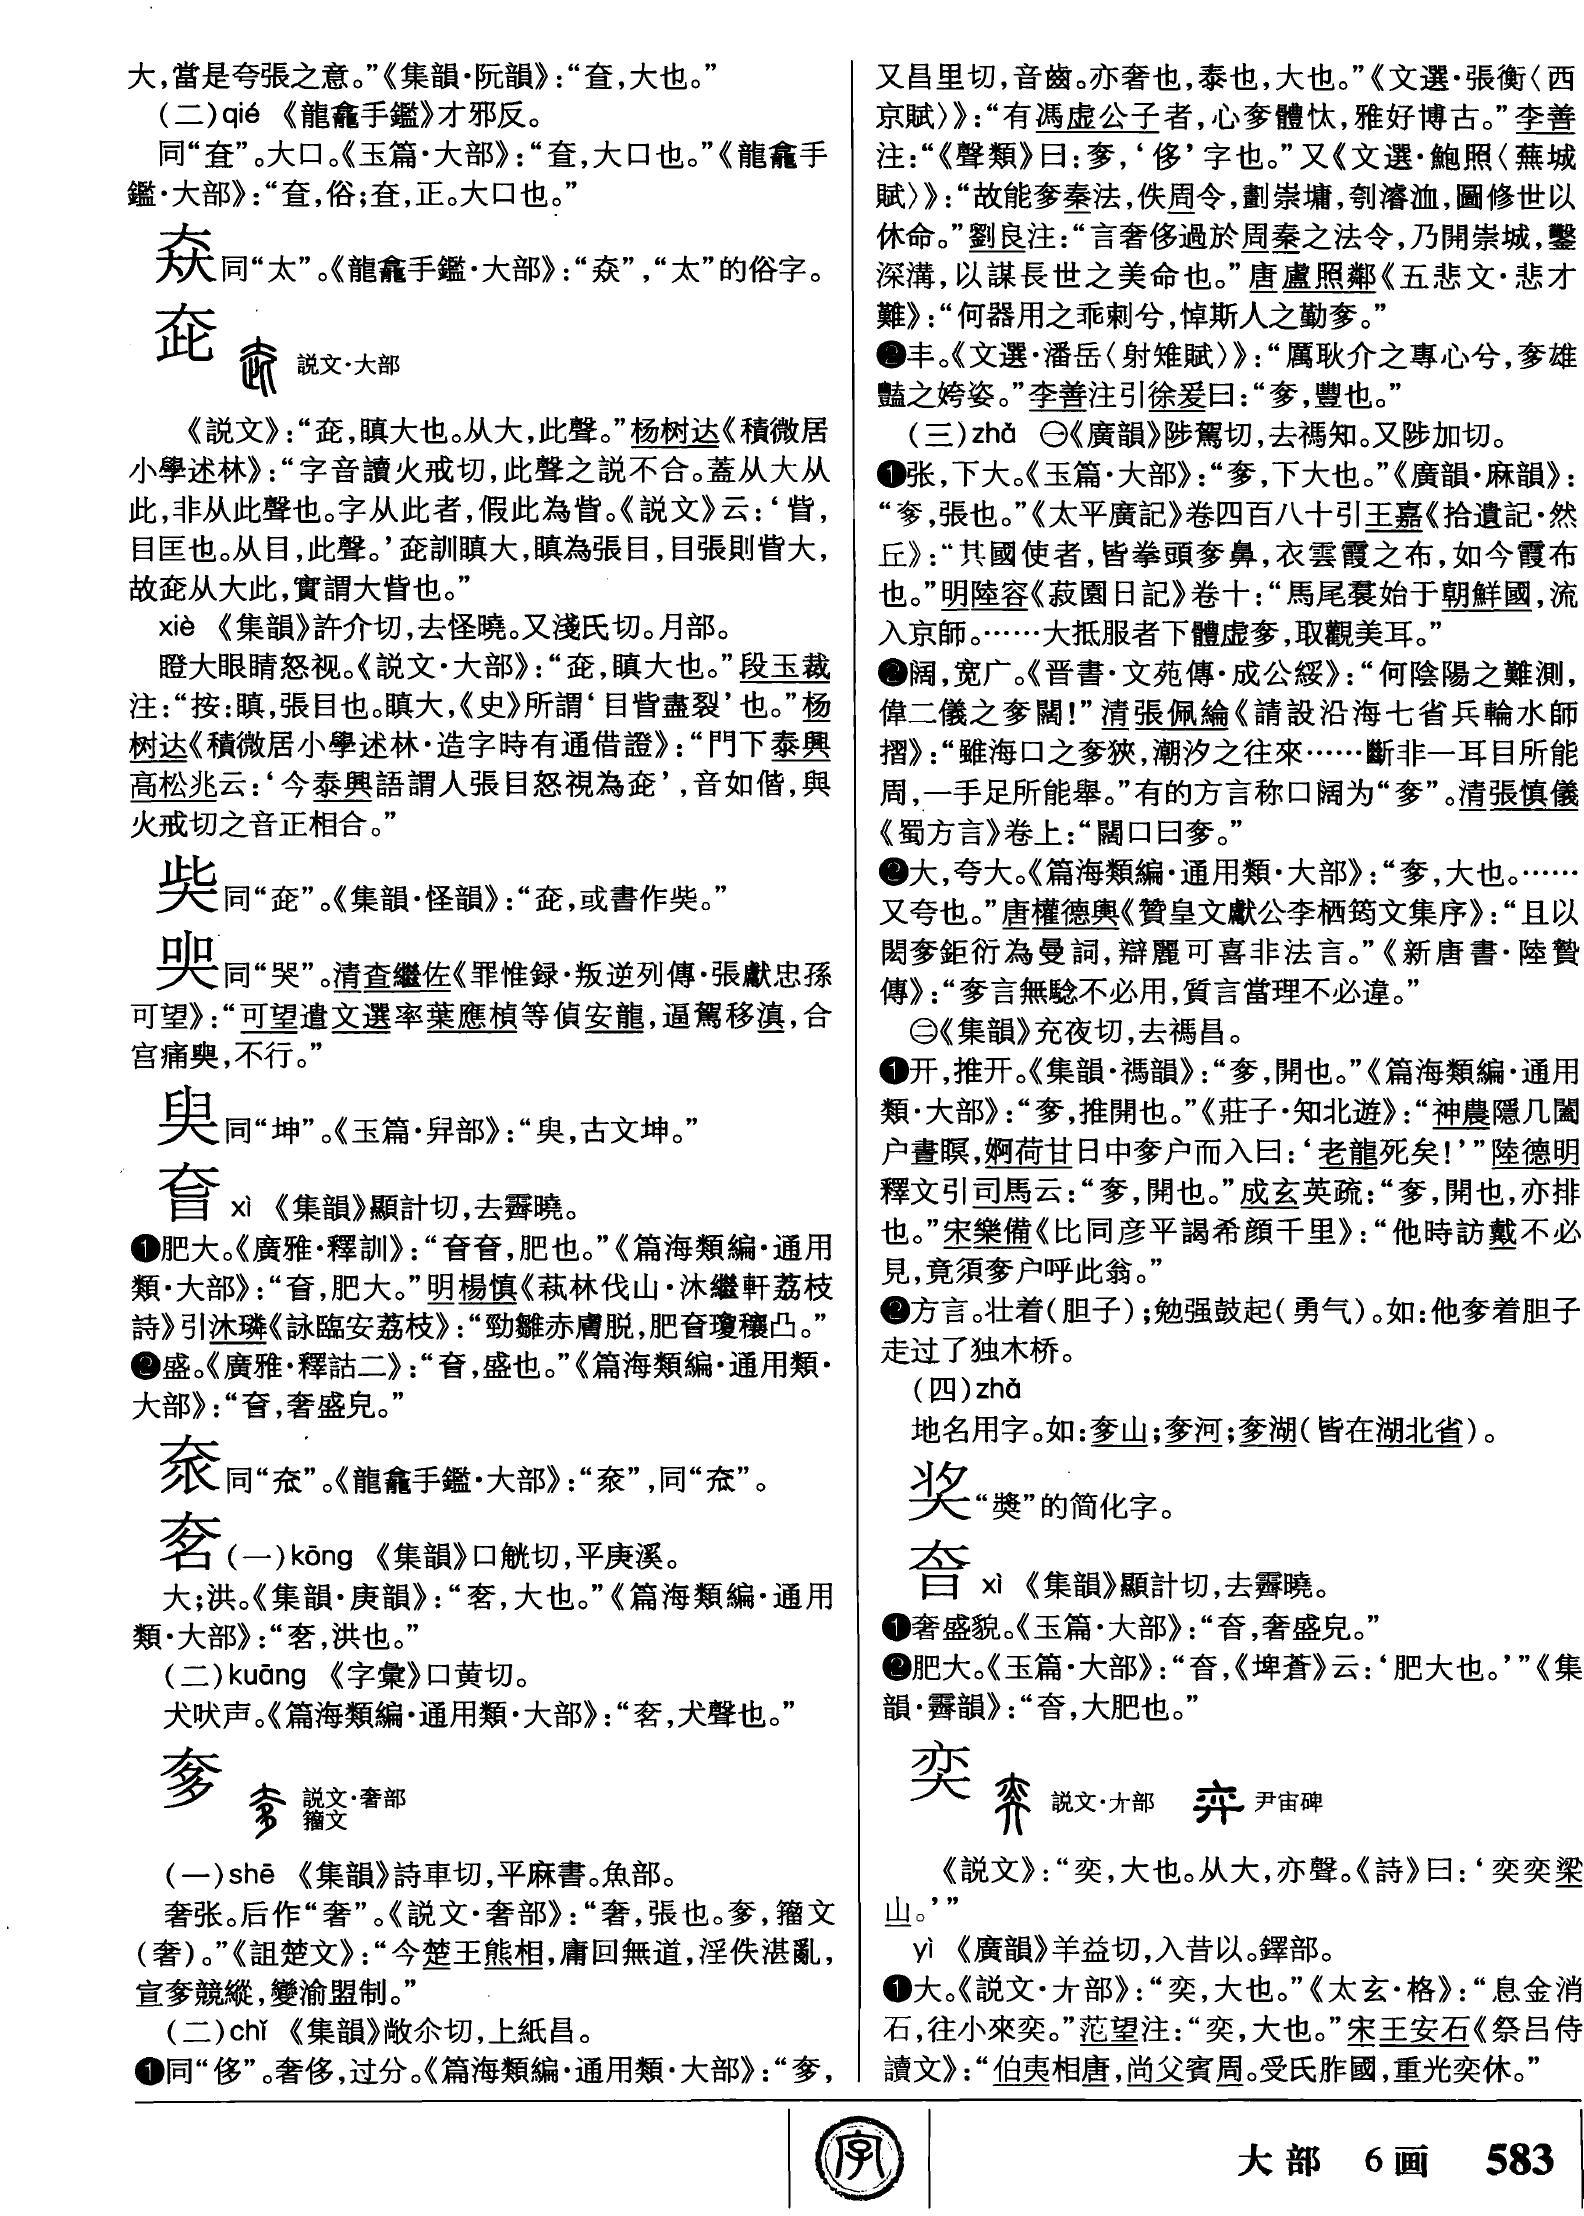 大,當是夸張之意。”《集韻·阮韻》:“奆,大也。”
(二)qié 《龍龕手鑑》才邪反。
同“奆”。大口。《玉篇·大部》:“奆,大口也。”《龍龕手
鑑·大部》:“奆,俗;奆,正。大口也。”
同“太”。《龍龕手鑑·大部》:“㚐”,“太”的俗字。
㚗 説文·大部
《説文》:“㚗,瞋大也。从大,此聲。”杨树达《積微居
小學述林》:“字音讀火戒切,此聲之説不合。蓋从大从
此,非从此聲也。字从此者,假此為眥。《説文》云:‘眥,
目匡也。从目,此聲。’㚗訓瞋大,瞋為張目,目張則眥大,
故㚗从大此,實謂大眥也。”
xiè 《集韻》許介切,去怪曉。又淺氏切。月部。
瞪大眼睛怒视。《説文·大部》:“㚗,瞋大也。”段玉裁
注:“按:瞋,張目也。瞋大,《史》所謂‘目眥盡裂’也。”杨
树达《積微居小學述林·造字時有通借證》:“門下泰興
高松兆云:‘今泰興語謂人張目怒視為㚗’,音如偕,與
火戒切之音正相合。”
同“㚗”。《集韻·怪韻》:“㚗,或書作㧘。”
同“哭”。清查繼佐《罪惟録·叛逆列傳·張獻忠孫
可望》:“可望遣文選率葉應楨等偵安龍,逼駕移滇,合
宫痛㖾,不行。”
同“坤”。《玉篇·舁部》:“㚘,古文坤。”
xì 《集韻》顯計切,去霽曉。
❶肥大。《廣雅·釋訓》:“㚛㚛,肥也。”《篇海類編·通用
類·大部》:“㚛,肥大。”明楊慎《萩林伐山·沐繼軒荔枝
詩》引沐璘《詠臨安荔枝》:“勁雛赤膚脱,肥㚛瓊穰凸。”
❷盛。《廣雅·釋詁二》:“㚛,盛也。”《篇海類編·通用類·
大部》:“㚛,奢盛皃。”
同“㚓”。《龍龕手鑑·大部》:“㚑”,同“㚓”。
㚚(一)kōng 《集韻》口觥切,平庚溪。
大;洪。《集韻·庚韻》:“㚚,大也。”《篇海類編·通用
類·大部》:“㚚,洪也。”
(二)kuāng 《字彙》口黄切。
犬吠声。《篇海類編·通用類·大部》:“㚚,犬聲也。”
奓 説文·奢部
籀文
(一)shē 《集韻》詩車切,平麻書。魚部。
奢张。后作“奢”。《説文·奢部》:“奢,張也。奓,籀文
(奢)。”《詛楚文》:“今楚王熊相,庸回無道,淫佚湛亂,
宣奓競縱,變渝盟制。”
(二)chǐ 《集韻》敞尒切,上紙昌。
❶同“侈”。奢侈,过分。《篇海類編·通用類·大部》:“奓,
又昌里切,音齒。亦奢也,泰也,大也。”《文選·張衡〈西
京賦〉》:“有馮虚公子者,心奓體忲,雅好博古。”李善
注:“《聲類》曰:奓,‘侈’字也。”又《文選·鮑照〈蕪城
賦〉》:“故能奓秦法,佚周令,劃崇墉,刳濬洫,圖修世以
休命。”劉良注:“言奢侈過於周秦之法令,乃開崇城,鑿
深溝,以謀長世之美命也。”唐盧照鄰《五悲文·悲才
難》:“何器用之乖剌兮,悼斯人之勤奓。”
❷丰。《文選·潘岳〈射雉賦〉》:“厲耿介之專心兮,奓雄
豔之姱姿。”李善注引徐爰曰:“奓,豐也。”
(三)zhà ㊀《廣韻》陟駕切,去禡知。又陟加切。
❶张,下大。《玉篇·大部》:“奓,下大也。”《廣韻·麻韻》:
“奓,張也。”《太平廣記》卷四百八十引王嘉《拾遺記·然
丘》:“其國使者,皆拳頭奓鼻,衣雲霞之布,如今霞布
也。”明陸容《菽園日記》卷十:“馬尾裠始于朝鮮國,流
入京師。……大抵服者下體虚奓,取觀美耳。”
❷阔,宽广。《晋書·文苑傳·成公綏》:“何陰陽之難測,
偉二儀之奓闊!”清張佩綸《請設沿海七省兵輪水師
摺》:“雖海口之奓狹,潮汐之往來……斷非一耳目所能
周,一手足所能舉。”有的方言称口阔为“奓”。清張慎儀
《蜀方言》卷上:“闊口曰奓。”
❷大,夸大。《篇海類編·通用類·大部》:“奓,大也。……
又夸也。”唐權德輿《贊皇文獻公李栖筠文集序》:“且以
閎奓鉅衍為曼詞,辯麗可喜非法言。”《新唐書·陸贄
傳》:“奓言無驗不必用,質言當理不必違。”
㊁《集韻》充夜切,去禡昌。
❶开,推开。《集韻·禡韻》:“奓,開也。”《篇海類編·通用
類·大部》:“奓,推開也。”《莊子·知北遊》:“神農隱几闔
户晝瞑,婀荷甘日中奓户而入曰:‘老龍死矣!’”陸德明
釋文引司馬云:“奓,開也。”成玄英疏:“奓,開也,亦排
也。”宋樂備《比同彦平謁希顔千里》:“他時訪戴不必
見,竟須奓户呼此翁。”
❷方言。壮着(胆子);勉强鼓起(勇气)。如:他奓着胆子
走过了独木桥。
(四)zhǎ
地名用字。如:奓山;奓河;奓湖(皆在湖北省)。
奖“獎”的简化字。
xì 《集韻》顯計切,去霽曉。
❶奢盛貌。《玉篇·大部》:“㚛,奢盛皃。”
❷肥大。《玉篇·大部》:“㚛,《埤蒼》云:‘肥大也。’”《集
韻·霽韻》:“㚛,大肥也。”
奕 説文·亣部 尹宙碑
《説文》:“奕,大也。从大,亦聲。《詩》曰:‘奕奕梁
山。’”
yì 《廣韻》羊益切,入昔以。鐸部。
❶大。《説文·亣部》:“奕,大也。”《太玄·格》:“息金消
石,往小來奕。”范望注:“奕,大也。”宋王安石《祭吕侍
讀文》:“伯夷相唐,尚父賓周。受氏胙國,重光奕休。”
字
大部 6画 583